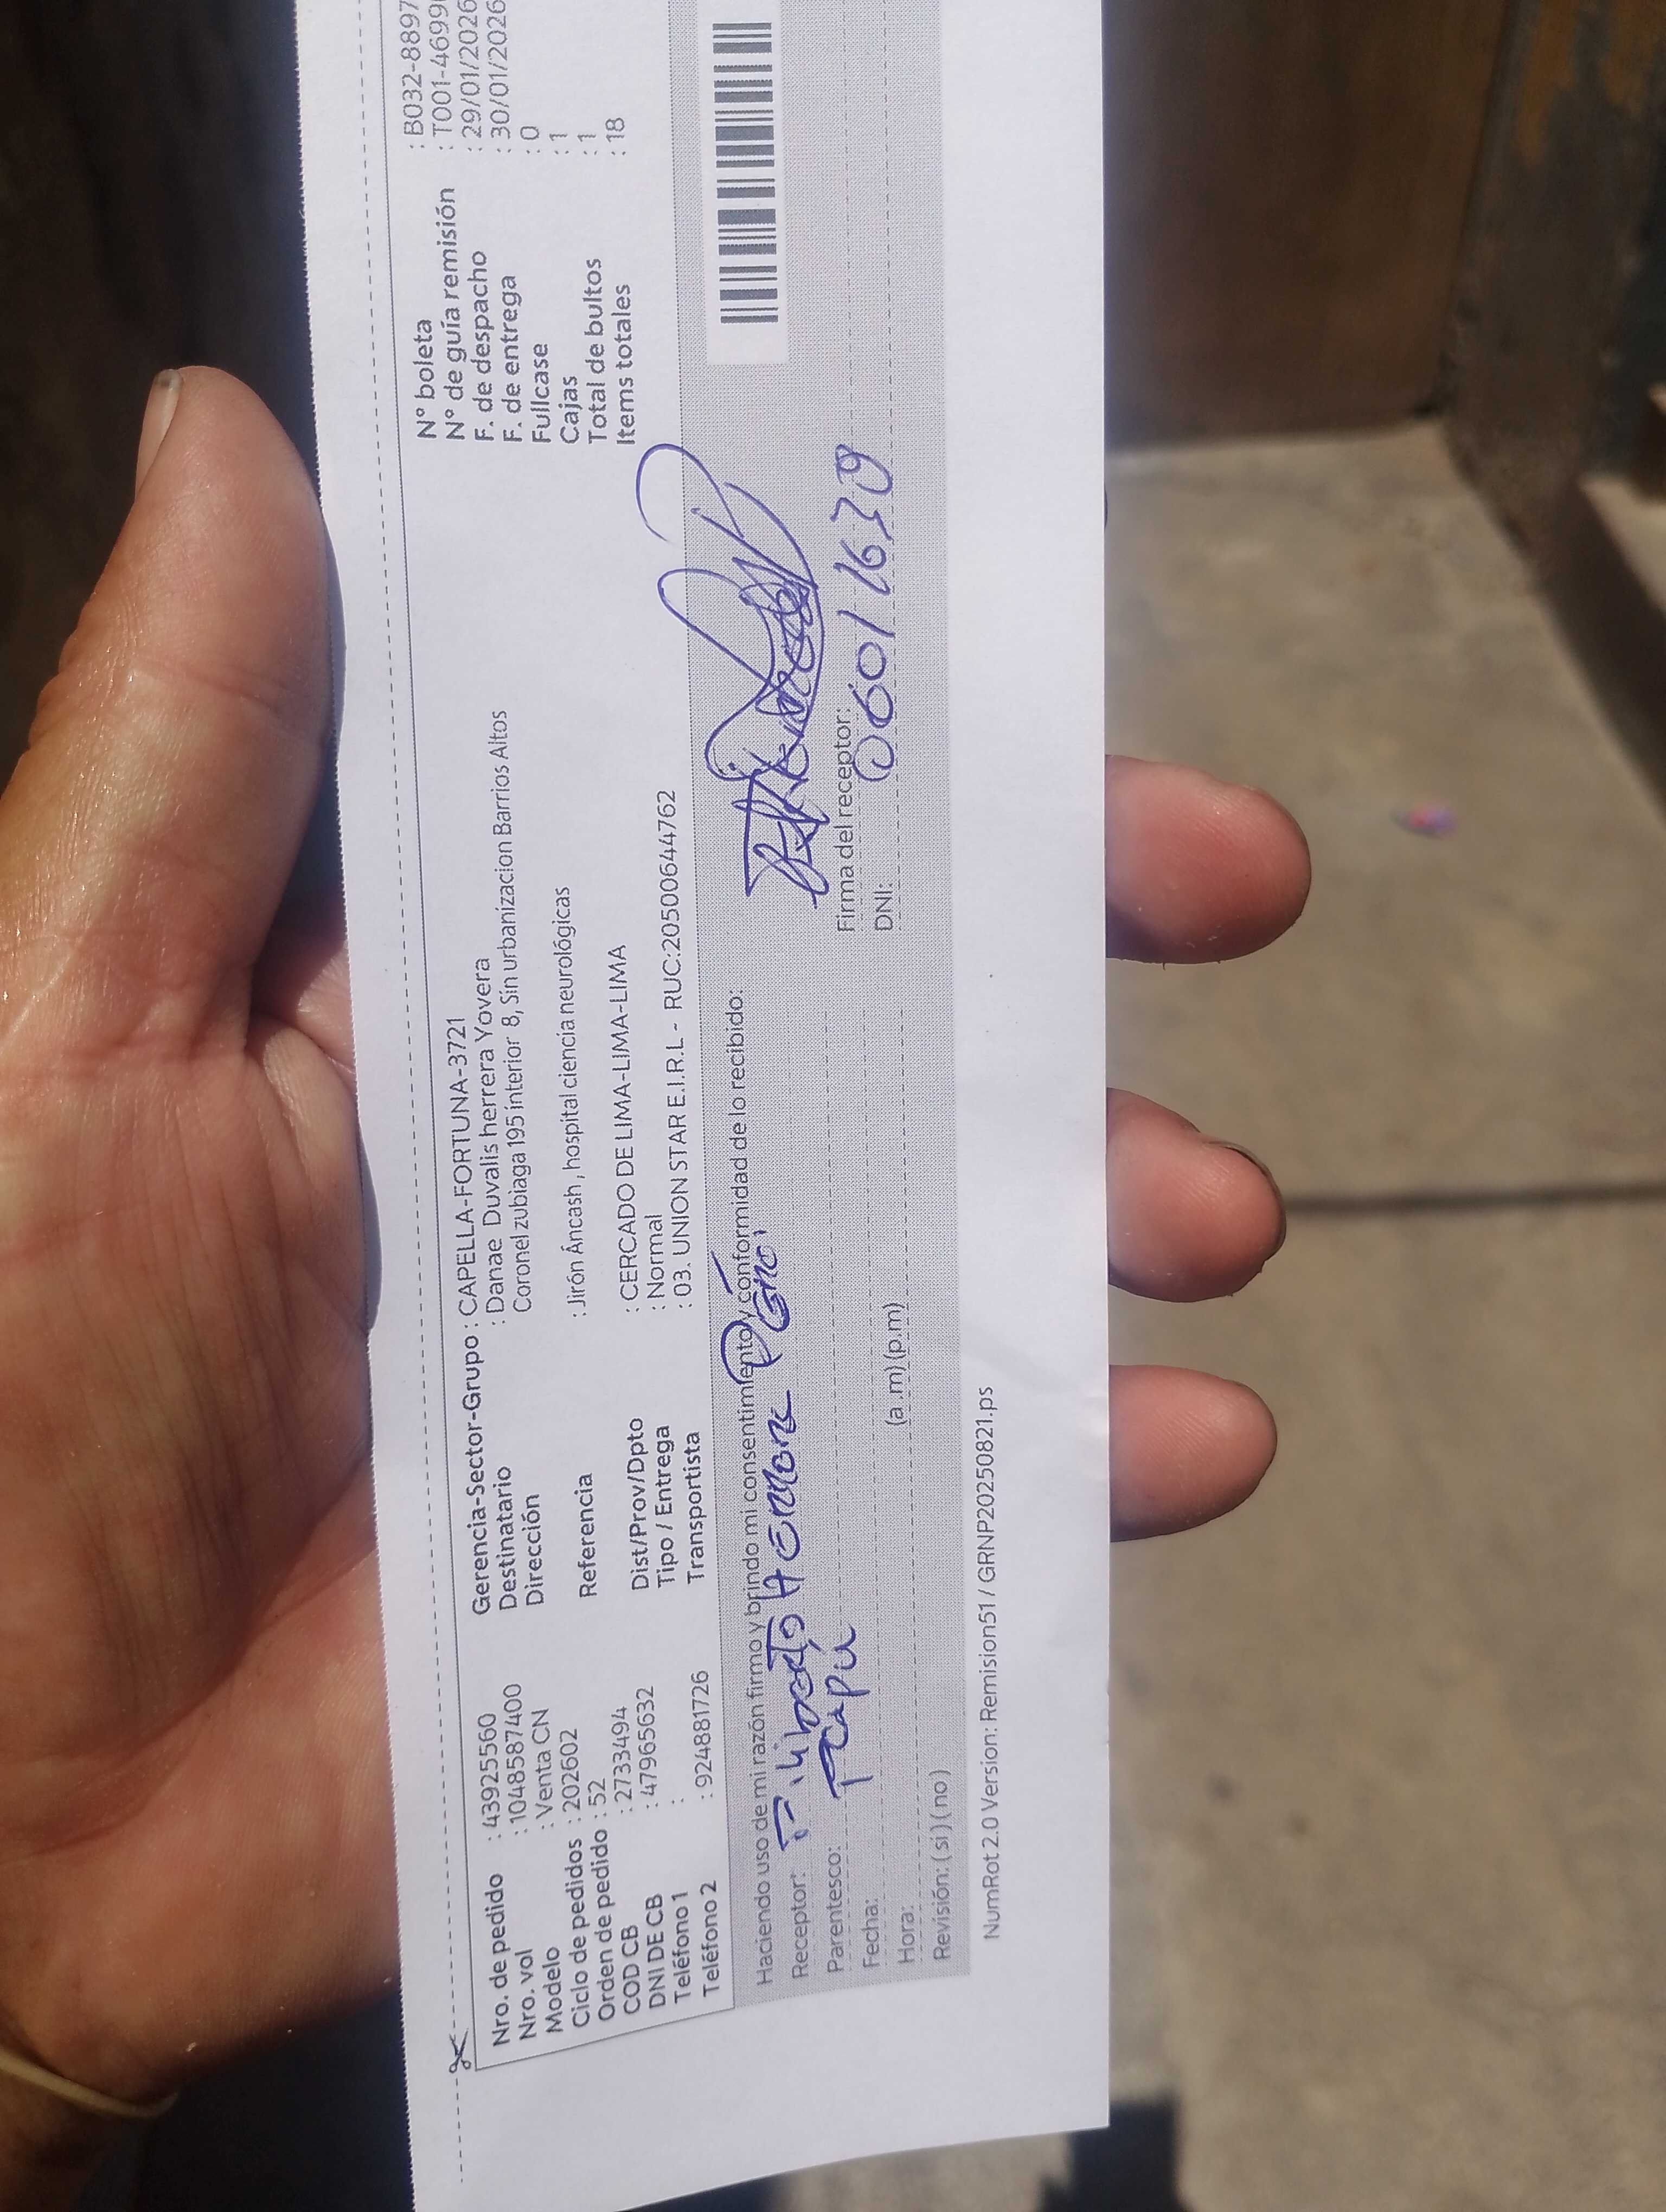 Nro. de pedido : 43925560
Nro. vol : 1048587400
Modelo : Venta CN
Ciclo de pedidos : 202602
Orden de pedido : 52
COD CB : 2733494
DNI DE CB : 47965632
Teléfono 1 :
Teléfono 2 : 924881726
Gerencia-Sector-Grupo : CAPELLA-FORTUNA-3721
Destinatario : Danae Duvalis herrera Yovera
Dirección Coronel zubiaga 195 interior 8, Sin urbanizacion Barrios Altos
Referencia : Jirón Áncash , hospital ciencia neurológicas
Dist/Prov/Dpto : CERCADO DE LIMA-LIMA-LIMA
Tipo / Entrega : Normal
Transportista : 03. UNION STAR E.I.R.L - RUC:20500644762
N° boleta : B032-8897
N° de guía remisión : T001-4699
F. de despacho : 29/01/2026
F. de entrega : 30/01/2026
Fullcase : 0
Cajas : 1
Total de bultos : 1
Items totales : 18
Haciendo uso de mi razón firmo y brindo mi consentimiento y conformidad de lo recibido:
Receptor:
Parentesco:
Fecha:
Hora: (a.m) (p.m)
Revisión: ( si ) ( no )
Firma del receptor:
DNI:
NumRot 2.0 Version: Remision51 / GRNP20250821.ps